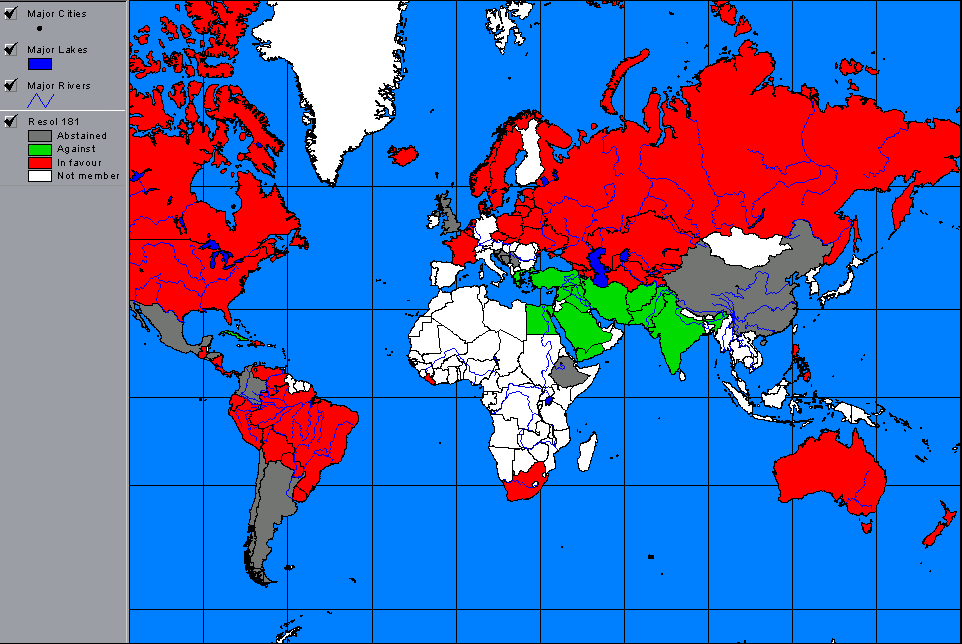 Major Cities
Major Lakes
Major Rivers
Resol 181
Abstained
Against
In favour
Not member